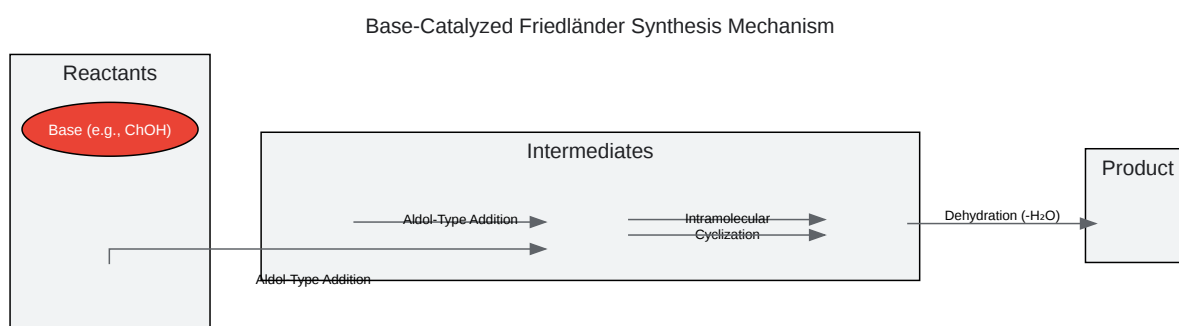 Base-Catalyzed Friedländer Synthesis Mechanism
Reactants
Base (e.g., ChOH)
Intermediates
Aldol-Type Addition
Intramolecular
Cyclization
Aldol-Type Addition
Dehydration (-H₂O)
Product